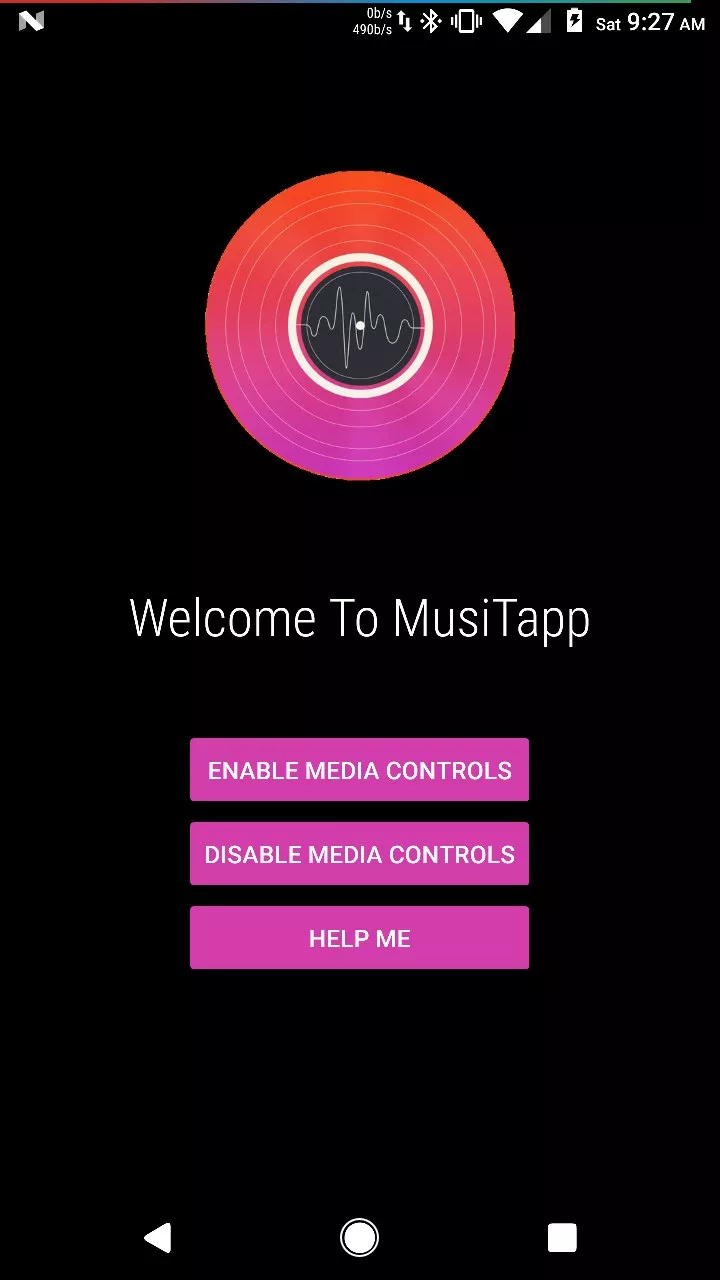 0b/s
490b/s
Sat 9:27 AM
Welcome To MusiTapp
ENABLE MEDIA CONTROLS
DISABLE MEDIA CONTROLS
HELP ME